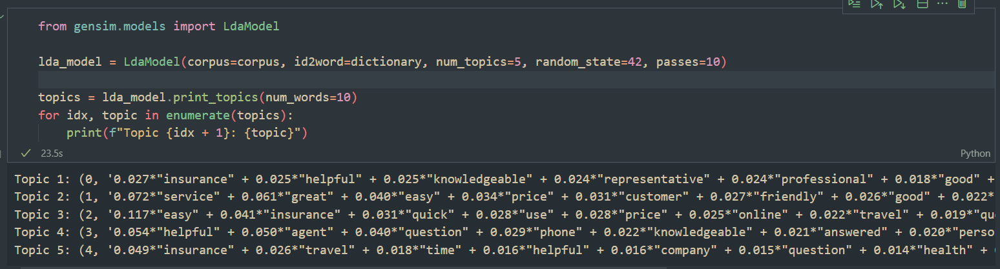 from gensim.models import LdaModel
lda_model = LdaModel(corpus=corpus, id2word=dictionary, num_topics=5, random_state=42, passes=10)
topics = lda_model.print_topics(num_words=10)
for idx, topic in enumerate(topics):
    print(f"Topic {idx + 1}: {topic}")
23.5s
Python
Topic 1: (0, '0.027*"insurance" + 0.025*"helpful" + 0.025*"knowledgeable" + 0.024*"representative" + 0.024*"professional" + 0.018*"good" +
Topic 2: (1, '0.072*"service" + 0.061*"great" + 0.040*"easy" + 0.034*"price" + 0.031*"customer" + 0.027*"friendly" + 0.026*"good" + 0.022*
Topic 3: (2, '0.117*"easy" + 0.041*"insurance" + 0.031*"quick" + 0.028*"use" + 0.028*"price" + 0.025*"online" + 0.022*"travel" + 0.019*"qu
Topic 4: (3, '0.054*"helpful" + 0.050*"agent" + 0.040*"question" + 0.029*"phone" + 0.022*"knowledgeable" + 0.021*"answered" + 0.020*"perso
Topic 5: (4, '0.049*"insurance" + 0.026*"travel" + 0.018*"time" + 0.016*"helpful" + 0.016*"company" + 0.015*"question" + 0.014*"health" +